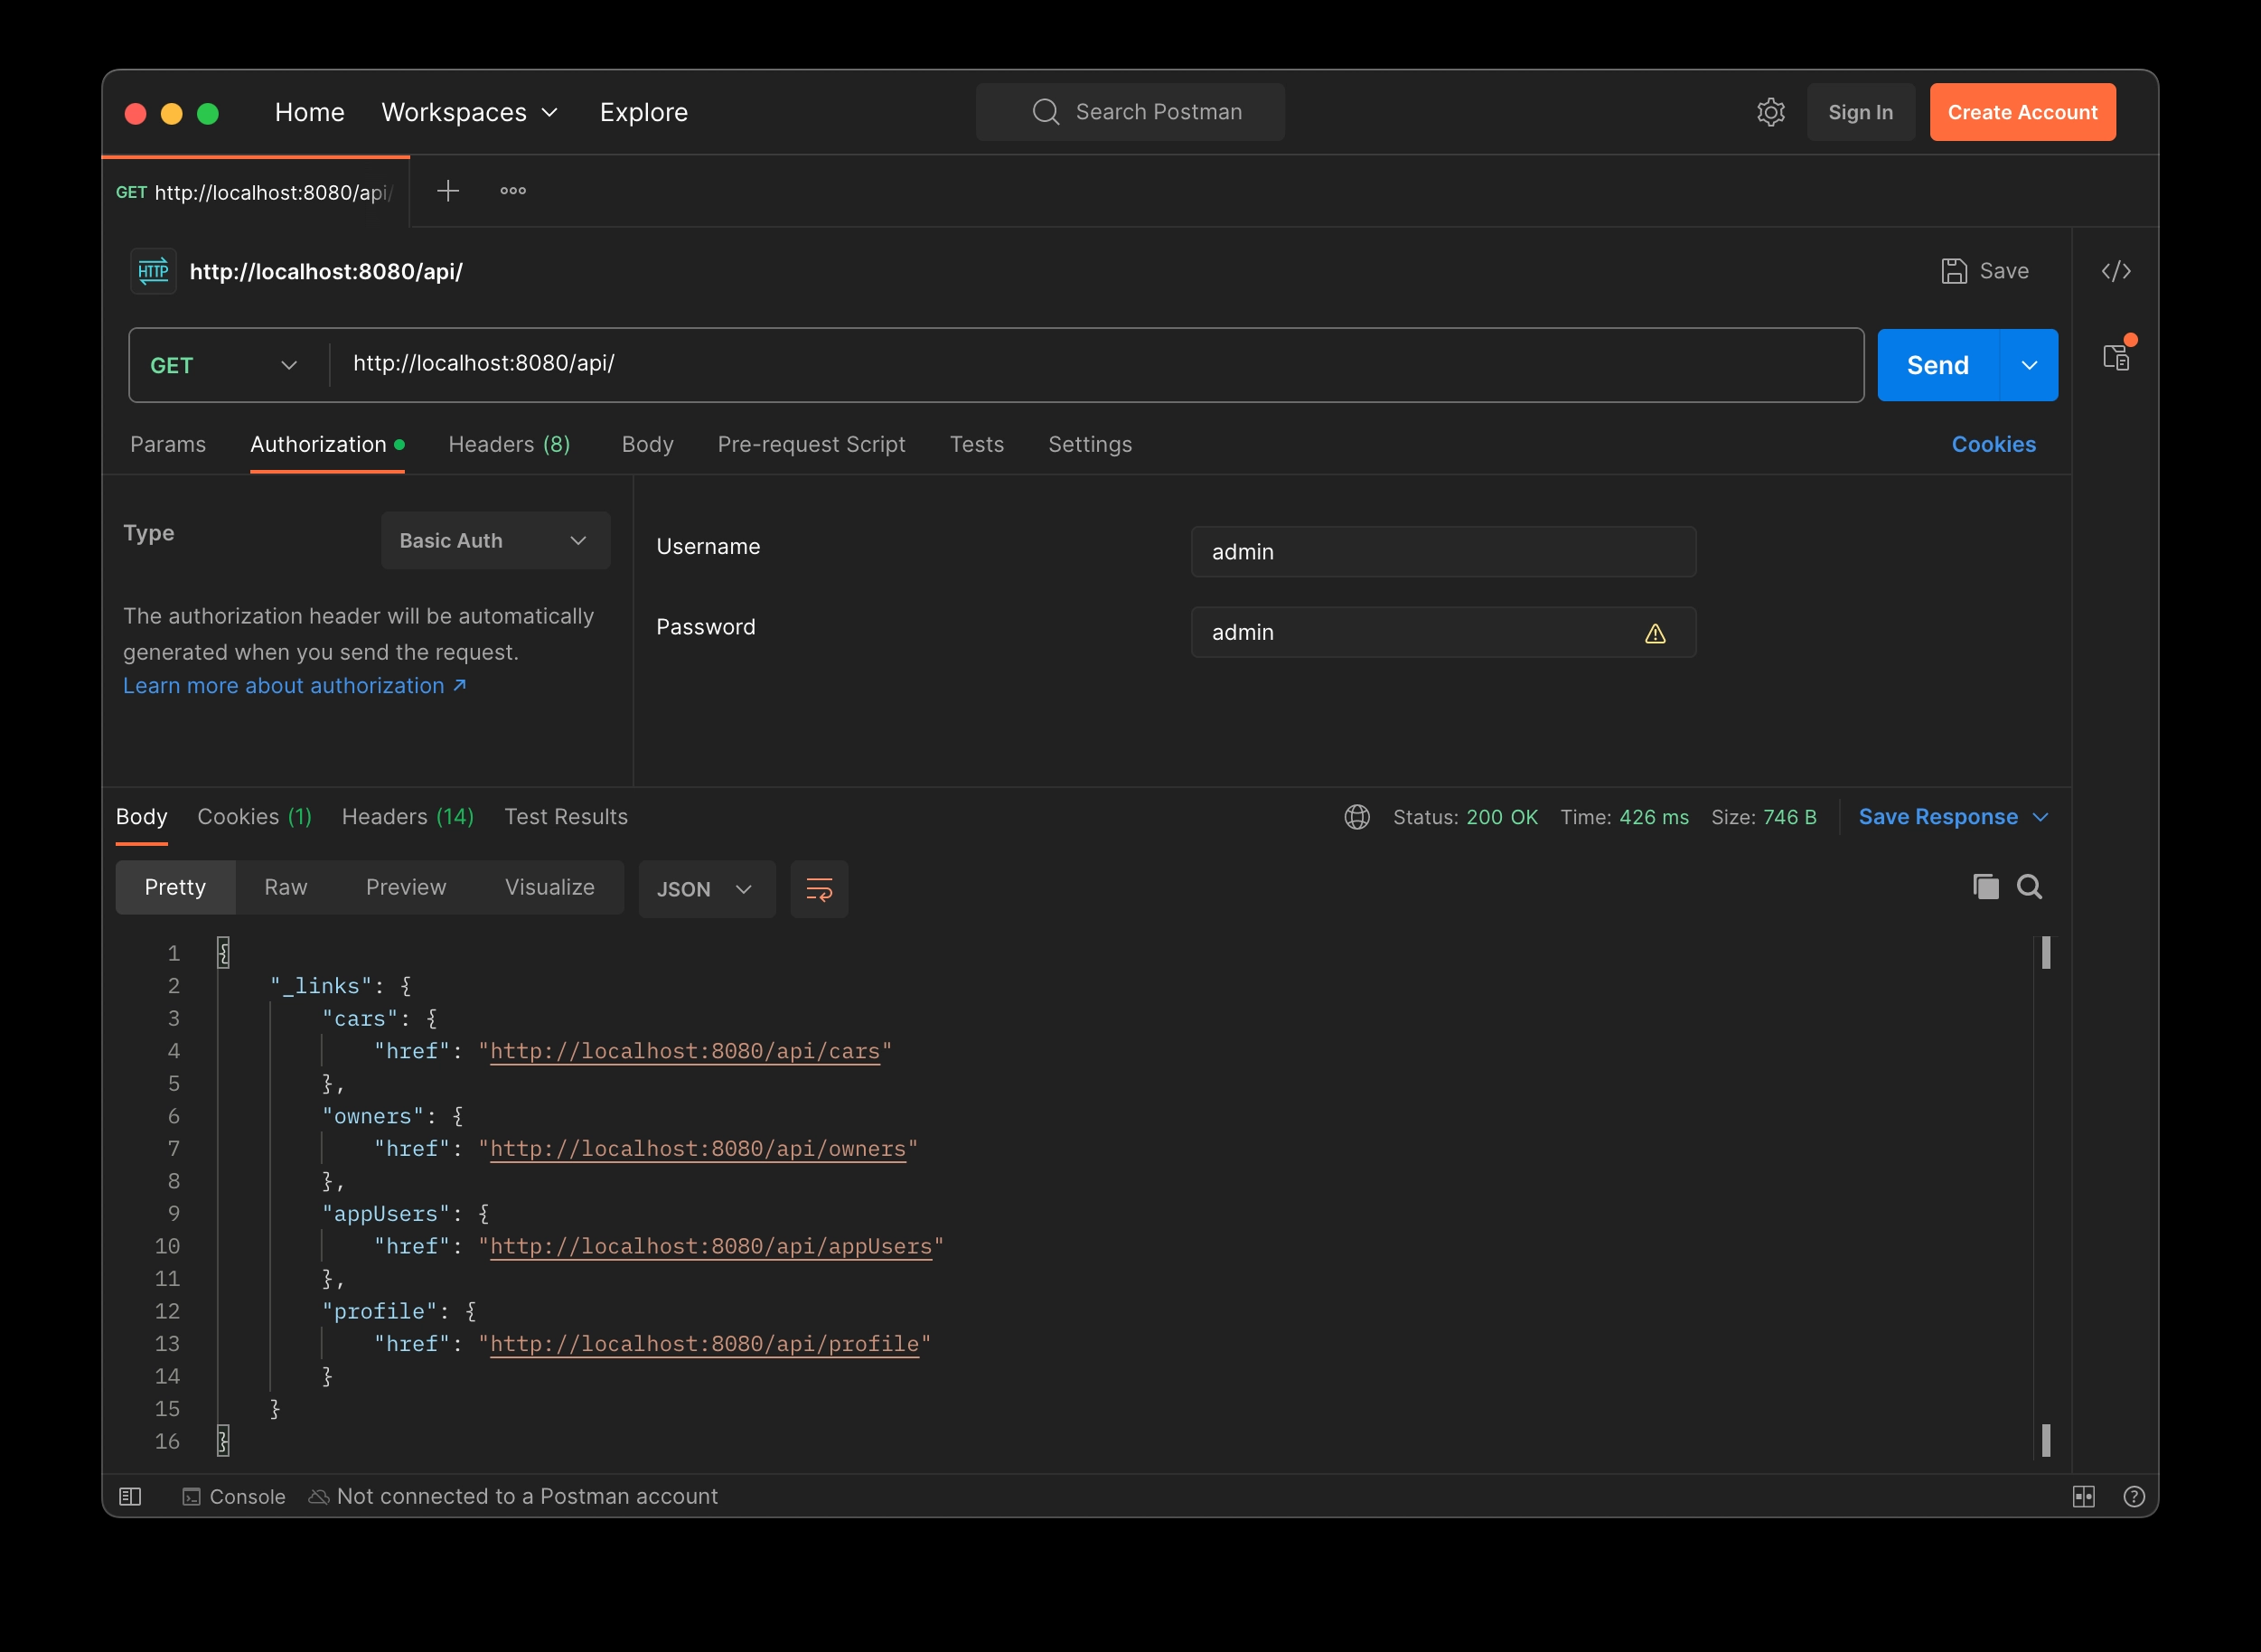 Home Workspaces Explore Search Postman Sign In Create Account
GET http://localhost:8080/api/
HTTP http://localhost:8080/api/ Save
GET http://localhost:8080/api/ Send
Params Authorization Headers (8) Body Pre-request Script Tests Settings Cookies
Type Basic Auth
The authorization header will be automatically
generated when you send the request.
Learn more about authorization ↗
Username admin
Password admin
Body Cookies (1) Headers (14) Test Results Status: 200 OK Time: 426 ms Size: 746 B Save Response
Pretty Raw Preview Visualize JSON
1 {
2 "_links": {
3 "cars": {
4 "href": "http://localhost:8080/api/cars"
5 },
6 "owners": {
7 "href": "http://localhost:8080/api/owners"
8 },
9 "appUsers": {
10 "href": "http://localhost:8080/api/appUsers"
11 },
12 "profile": {
13 "href": "http://localhost:8080/api/profile"
14 }
15 }
16 }
Console Not connected to a Postman account